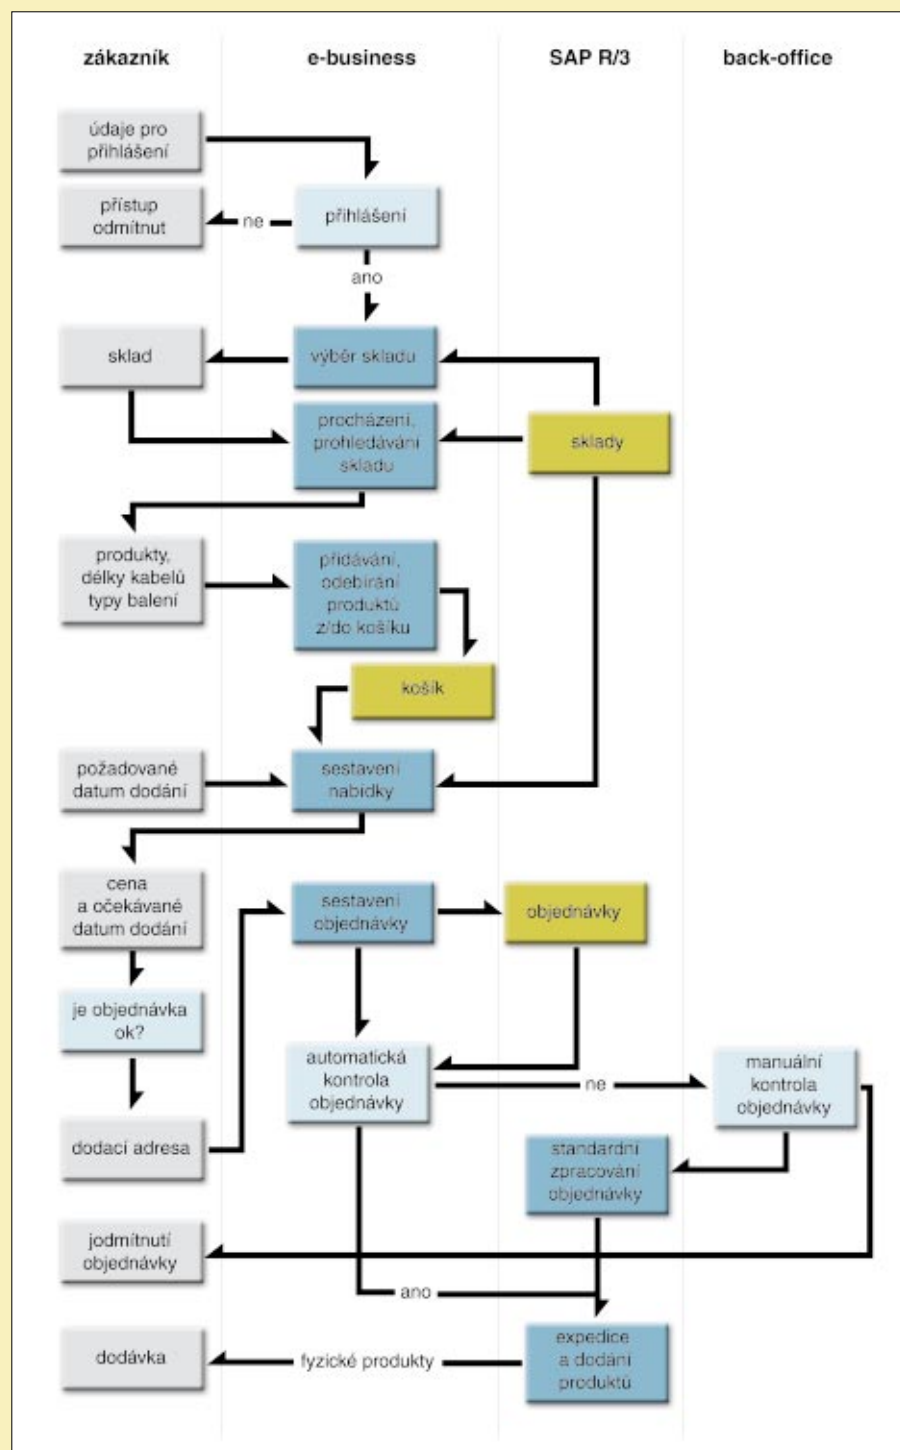 zákazník
e-business
SAP R/3
back-office
údaje pro
přihlášení
přístup
odmítnut
ne
přihlášení
ano
sklad
výběr skladu
procházení,
prohledávání
skladu
sklady
produkty,
délky kabelů
typy balení
přidávání,
odebírání
produktů
z/do košíku
košík
požadované
datum dodání
sestavení
nabídky
cena
a očekávané
datum dodání
sestavení
objednávky
objednávky
je objednávka
ok?
automatická
kontrola
objednávky
ne
manuální
kontrola
objednávky
dodací adresa
standardní
zpracování
objednávky
jodmítnutí
objednávky
ano
expedice
a dodání
produktů
fyzické produkty
dodávka